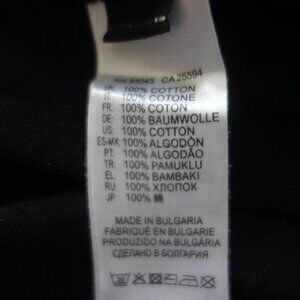 RN 89243 CA 25594
UK: 100% COTTON
IT: 100% COTONE
FR: 100% COTON
DE: 100% BAUMWOLLE
US: 100% COTTON
ES-MX: 100% ALGODÓN
PT: 100% ALGODÃO
TR: 100% PAMUKLU
EL: 100% BAMBAKI
RU: 100% ХЛОПОК
JP 100% 綿
MADE IN BULGARIA
FABRIQUÉ EN BULGARIE
PRODUZIDO NA BULGÁRIA
СДЕЛАНО В БОЛГАРИЯ